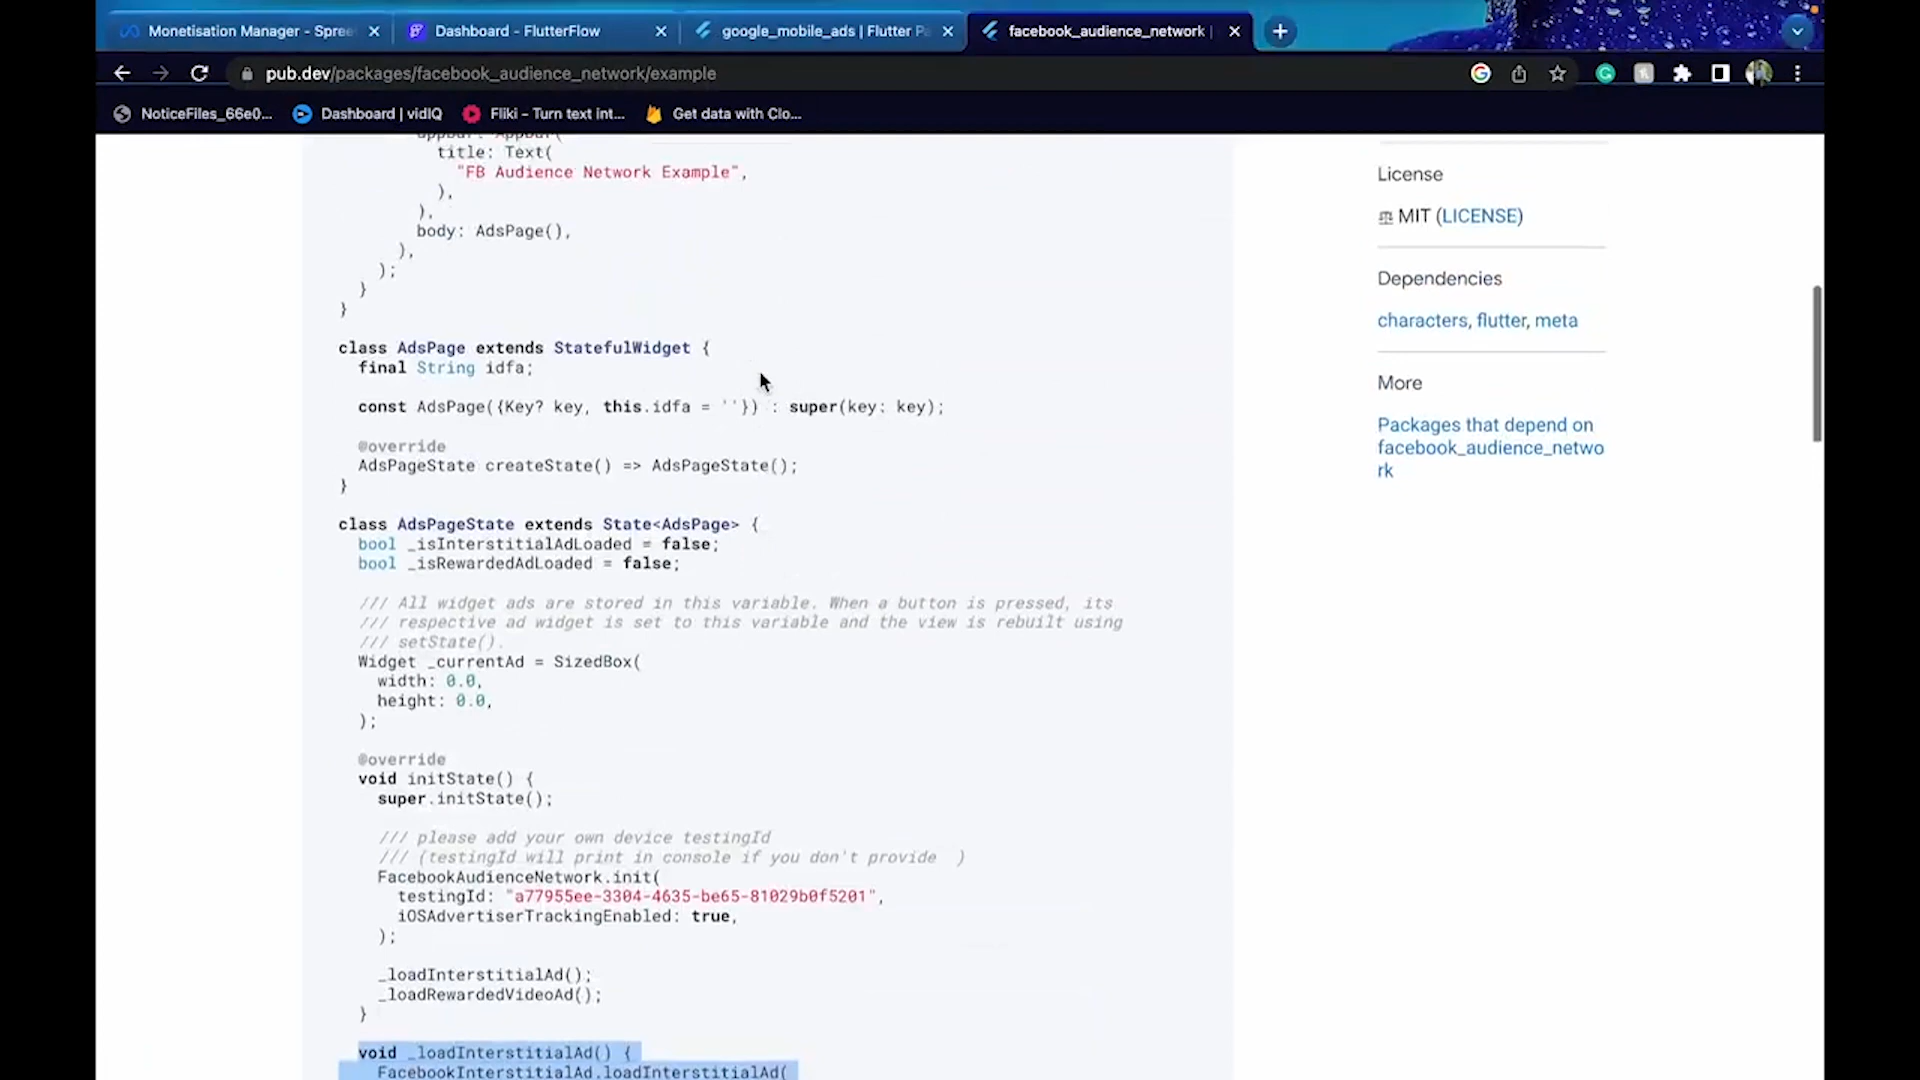 Monetisation Manager - Spree
Dashboard - FlutterFlow
google_mobile_ads | Flutter Pa
facebook_audience_network |
pub.dev/packages/facebook_audience_network/example
NoticeFiles_66e0...
Dashboard | vidIQ
Fliki – Turn text int...
Get data with Clo...
appBar: AppBar(
title: Text(
"FB Audience Network Example",
),
),
body: AdsPage(),
),
);
}
}
class AdsPage extends StatefulWidget {
final String idfa;
const AdsPage({Key? key, this.idfa = ''}) : super(key: key);
@override
AdsPageState createState() => AdsPageState();
}
class AdsPageState extends State<AdsPage> {
bool _isInterstitialAdLoaded = false;
bool _isRewardedAdLoaded = false;
/// All widget ads are stored in this variable. When a button is pressed, its
/// respective ad widget is set to this variable and the view is rebuilt using
/// setState().
Widget _currentAd = SizedBox(
width: 0.0,
height: 0.0,
);
@override
void initState() {
super.initState();
/// please add your own device testingId
/// (testingId will print in console if you don't provide  )
FacebookAudienceNetwork.init(
testingId: "a77955ee-3304-4635-be65-81029b0f5201",
iOSAdvertiserTrackingEnabled: true,
);
_loadInterstitialAd();
_loadRewardedVideoAd();
}
void _loadInterstitialAd() {
FacebookInterstitialAd.loadInterstitialAd(
License
MIT (LICENSE)
Dependencies
characters, flutter, meta
More
Packages that depend on
facebook_audience_netwo
rk